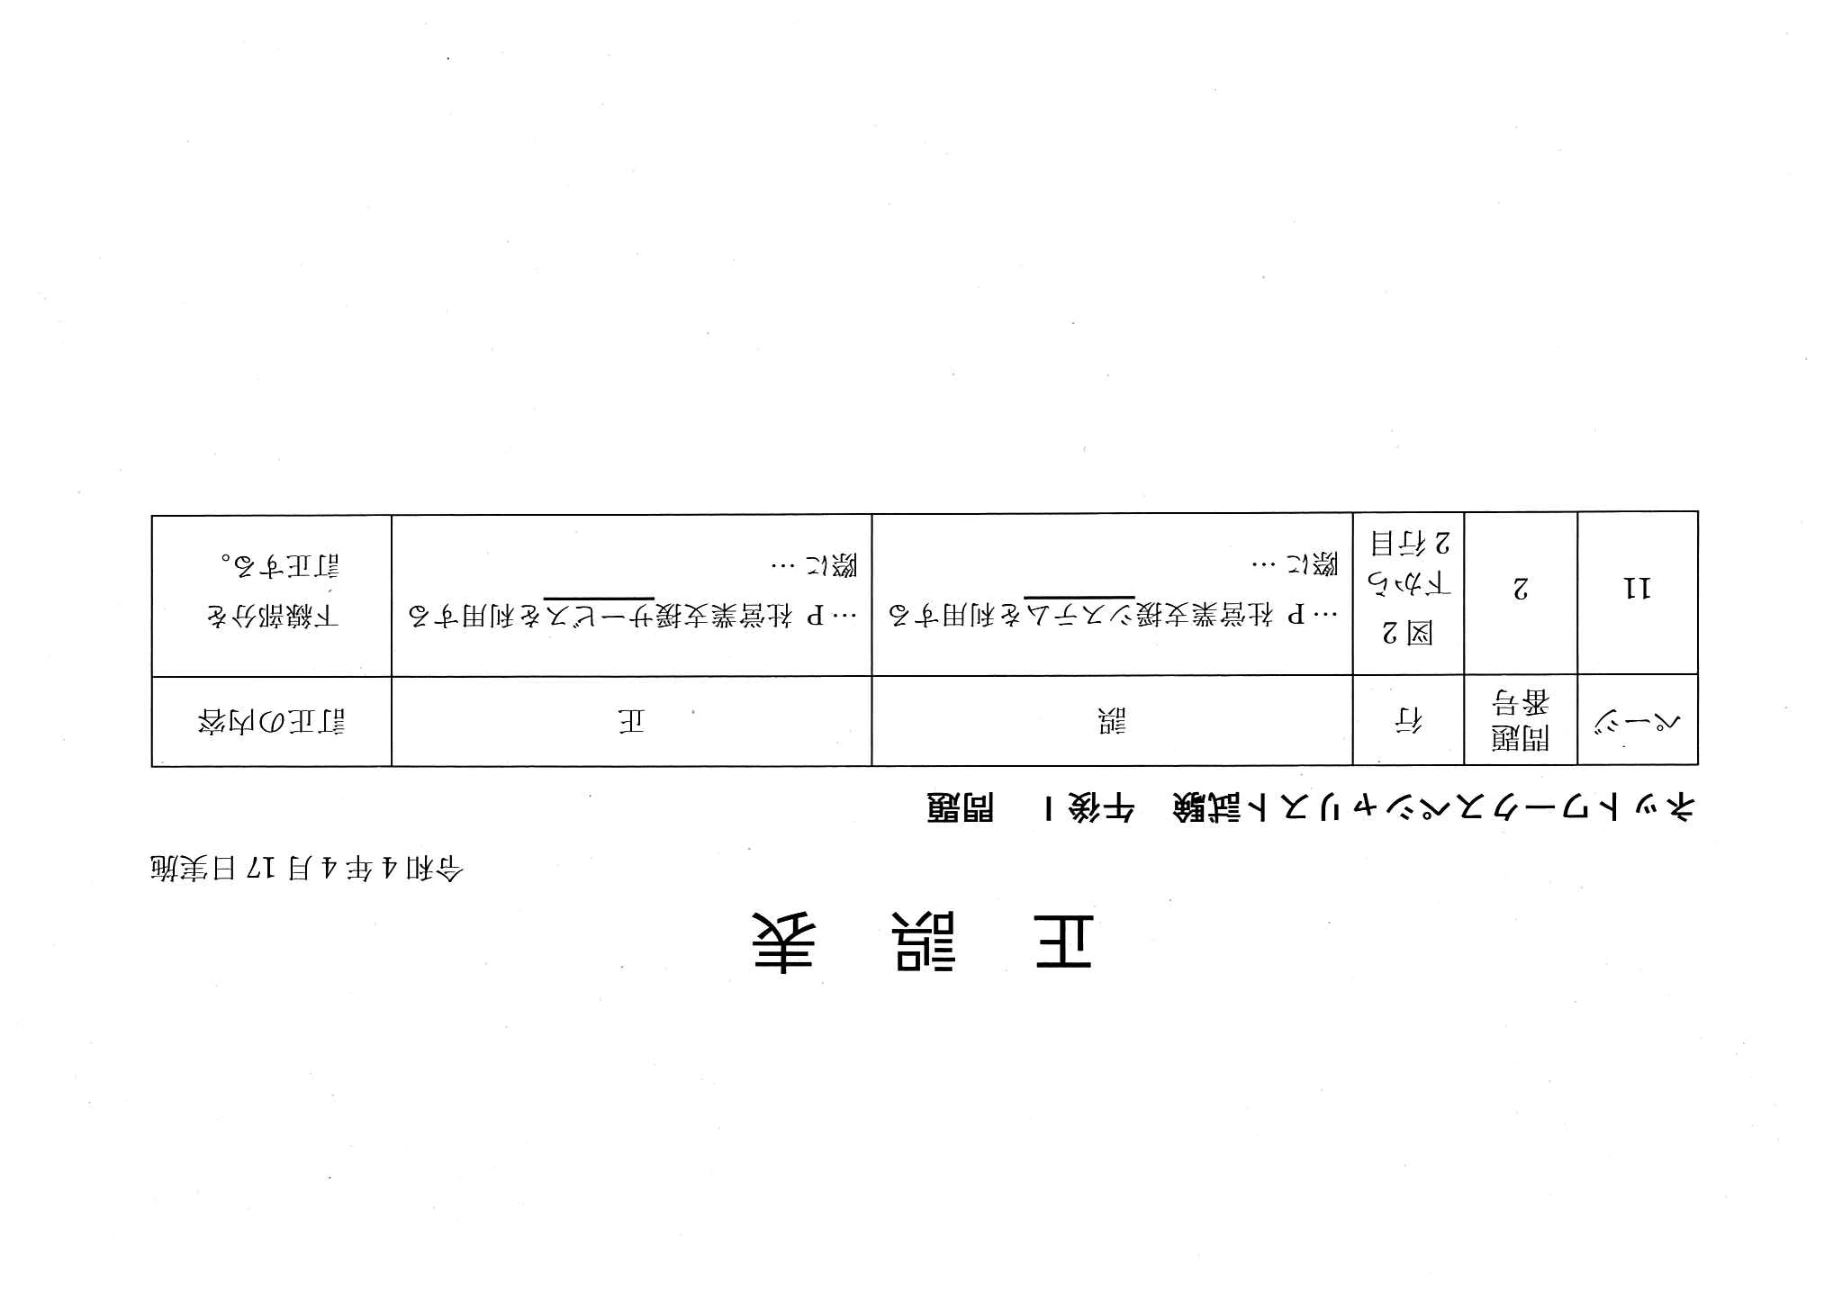 正 誤 表
令和4年4月17日実施
ネットワークスペシャリスト試験 午後Ⅰ 問題
ページ 問題番号 行 誤 正 訂正の内容
11 2 図2 … P 社営業支援システムを利用する … P 社営業支援サービスを利用する 下線部分を
下から 際に … 際に … 訂正する。
2行目